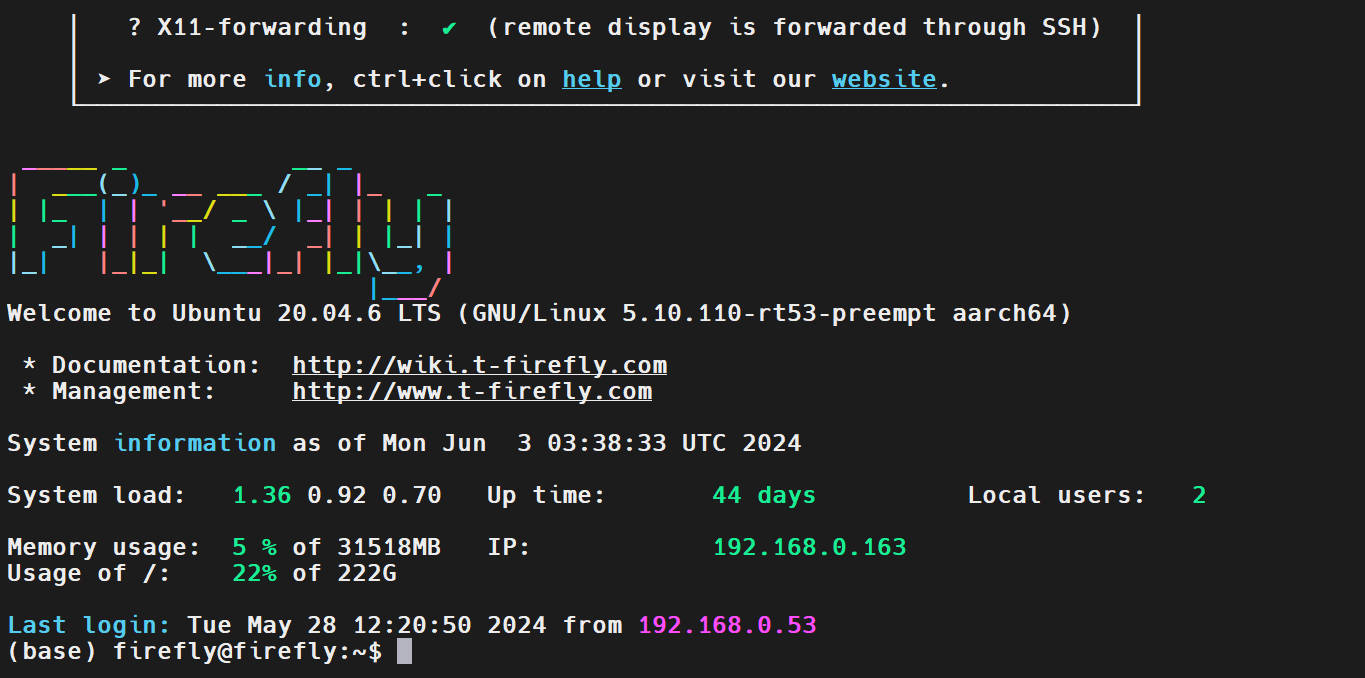 ? X11-forwarding  :  ✔  (remote display is forwarded through SSH)
➤ For more info, ctrl+click on help or visit our website.
Firefly
Welcome to Ubuntu 20.04.6 LTS (GNU/Linux 5.10.110-rt53-preempt aarch64)
* Documentation:  http://wiki.t-firefly.com
* Management:     http://www.t-firefly.com
System information as of Mon Jun  3 03:38:33 UTC 2024
System load:   1.36 0.92 0.70   Up time:       44 days          Local users:   2
Memory usage:  5 % of 31518MB   IP:            192.168.0.163
Usage of /:    22% of 222G
Last login: Tue May 28 12:20:50 2024 from 192.168.0.53
(base) firefly@firefly:~$